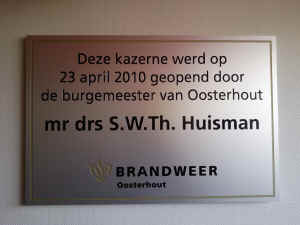 Deze kazerne werd op
23 april 2010 geopend door
de burgemeester van Oosterhout
mr drs S.W.Th. Huisman
BRANDWEER
Oosterhout